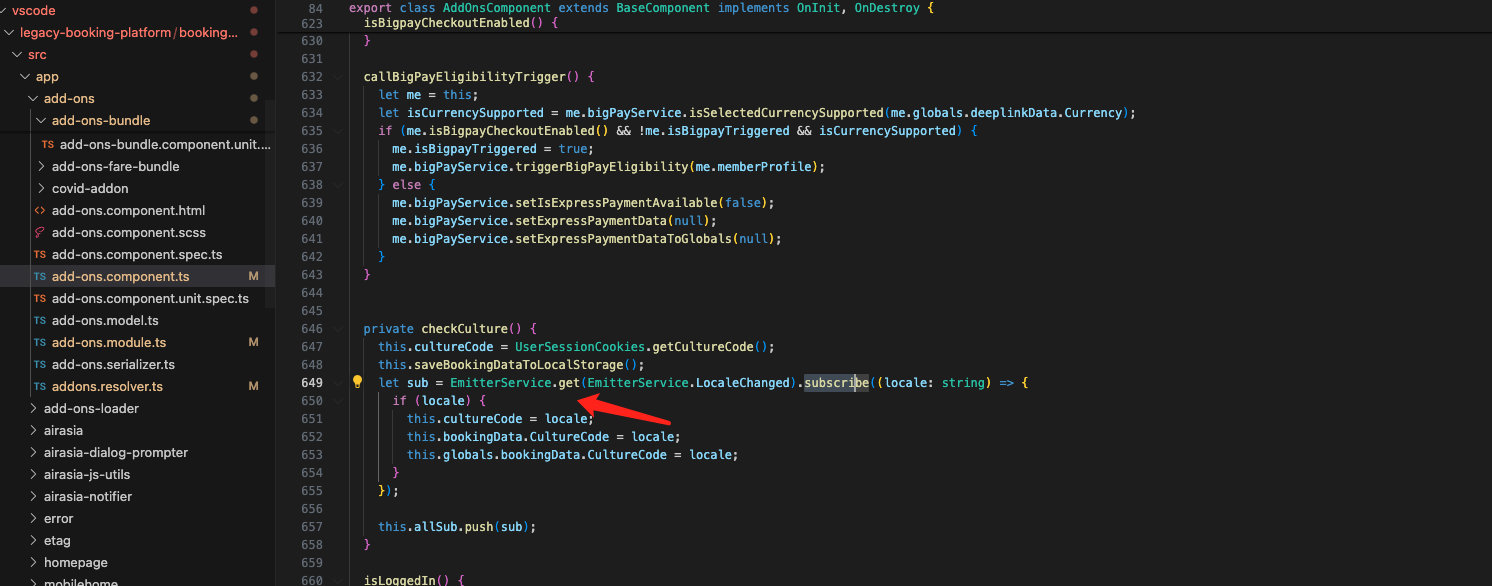 vscode
legacy-booking-platform/booking...
src
app
add-ons
add-ons-bundle
TS add-ons-bundle.component.unit....
add-ons-fare-bundle
covid-addon
<> add-ons.component.html
add-ons.component.scss
TS add-ons.component.spec.ts
TS add-ons.component.ts M
TS add-ons.component.unit.spec.ts
TS add-ons.model.ts
TS add-ons.module.ts M
TS add-ons.serializer.ts
TS addons.resolver.ts M
add-ons-loader
airasia
airasia-dialog-prompter
airasia-js-utils
airasia-notifier
error
etag
homepage
mobilehome
84 export class AddOnsComponent extends BaseComponent implements OnInit, OnDestroy {
623 isBigpayCheckoutEnabled() {
630 }
631
632 callBigPayEligibilityTrigger() {
633 let me = this;
634 let isCurrencySupported = me.bigPayService.isSelectedCurrencySupported(me.globals.deeplinkData.Currency);
635 if (me.isBigpayCheckoutEnabled() && !me.isBigpayTriggered && isCurrencySupported) {
636 me.isBigpayTriggered = true;
637 me.bigPayService.triggerBigPayEligibility(me.memberProfile);
638 } else {
639 me.bigPayService.setIsExpressPaymentAvailable(false);
640 me.bigPayService.setExpressPaymentData(null);
641 me.bigPayService.setExpressPaymentDataToGlobals(null);
642 }
643 }
644
645
646 private checkCulture() {
647 this.cultureCode = UserSessionCookies.getCultureCode();
648 this.saveBookingDataToLocalStorage();
649 let sub = EmitterService.get(EmitterService.LocaleChanged).subscribe((locale: string) => {
650 if (locale) {
651 this.cultureCode = locale;
652 this.bookingData.CultureCode = locale;
653 this.globals.bookingData.CultureCode = locale;
654 }
655 });
656
657 this.allSub.push(sub);
658 }
659
660 isLoggedIn() {